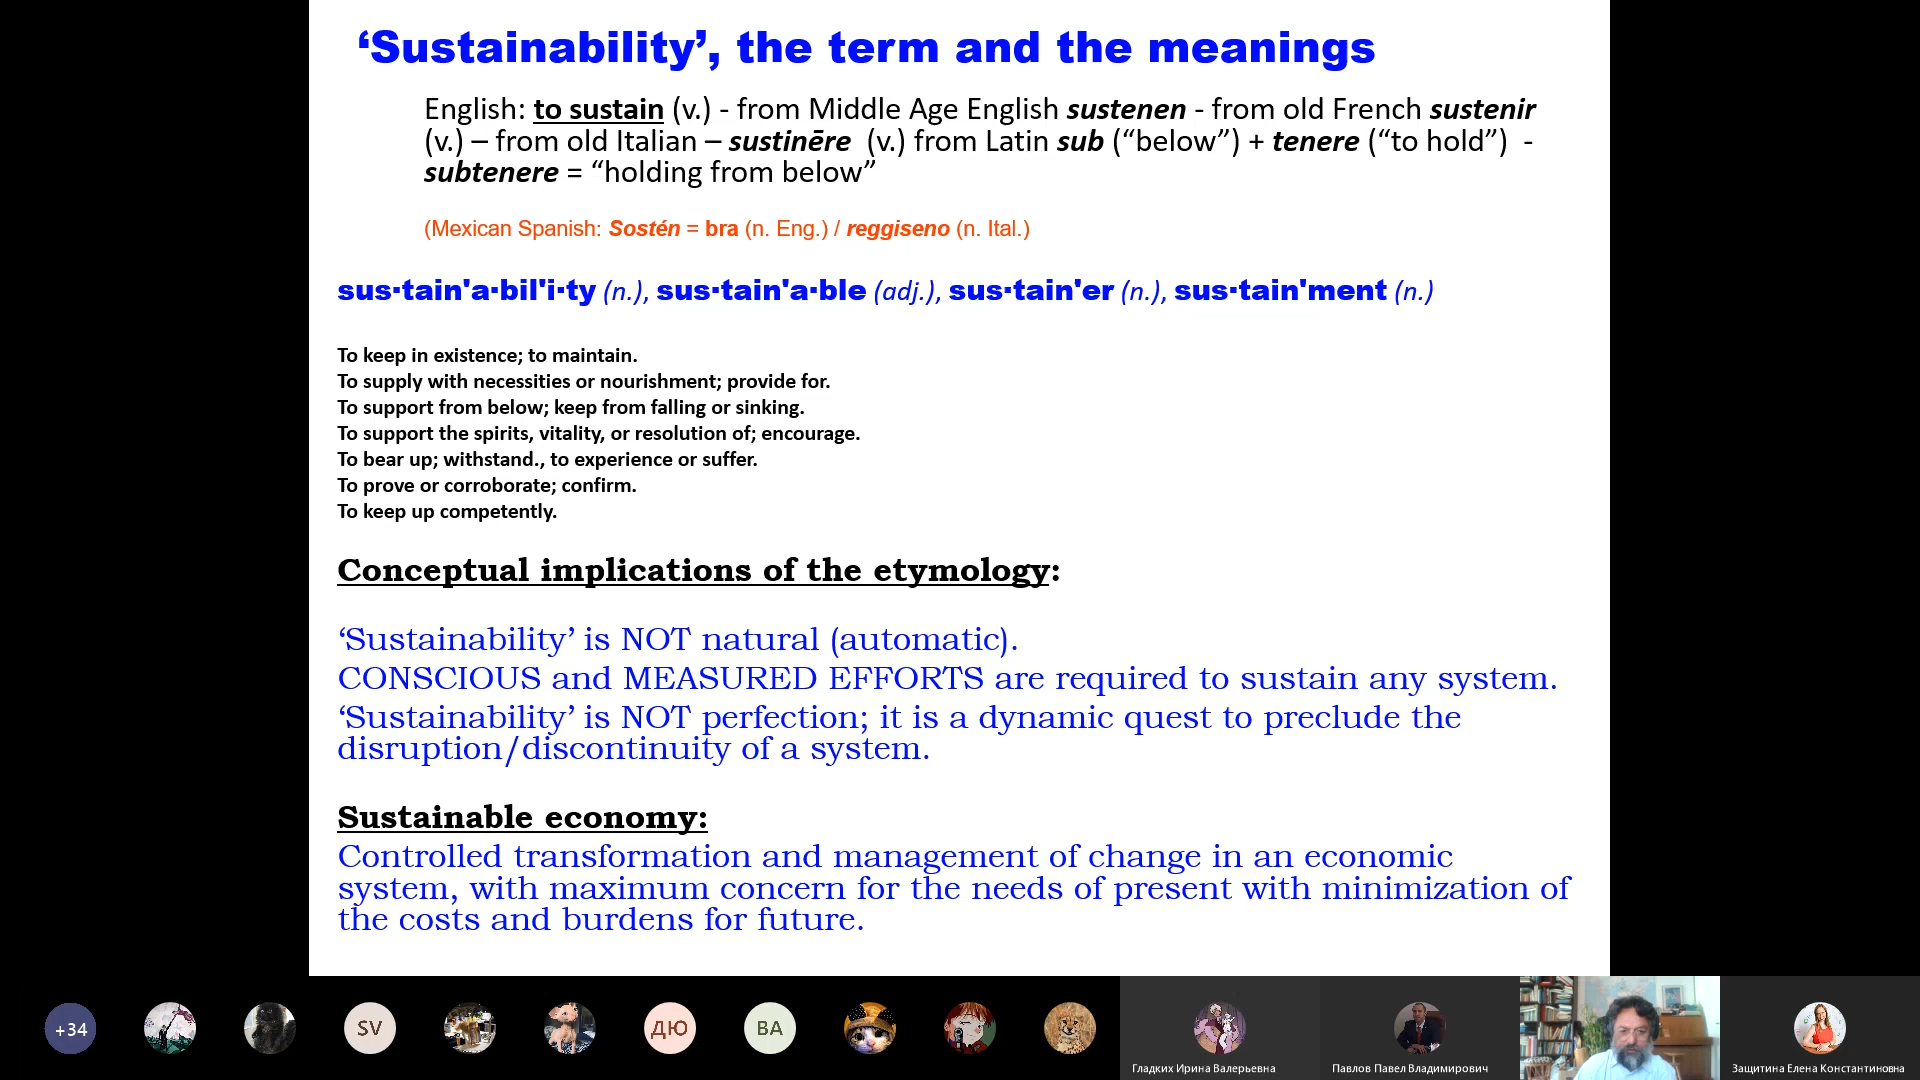 ‘Sustainability’, the term and the meanings
English: to sustain (v.) - from Middle Age English sustenen - from old French sustenir
(v.) – from old Italian – sustinēre (v.) from Latin sub (“below”) + tenere (“to hold”) -
subtenere = “holding from below”
(Mexican Spanish: Sostén = bra (n. Eng.) / reggiseno (n. Ital.)
sus·tain'a·bil'i·ty (n.), sus·tain'a·ble (adj.), sus·tain'er (n.), sus·tain'ment (n.)
To keep in existence; to maintain.
To supply with necessities or nourishment; provide for.
To support from below; keep from falling or sinking.
To support the spirits, vitality, or resolution of; encourage.
To bear up; withstand., to experience or suffer.
To prove or corroborate; confirm.
To keep up competently.
Conceptual implications of the etymology:
‘Sustainability’ is NOT natural (automatic).
CONSCIOUS and MEASURED EFFORTS are required to sustain any system.
‘Sustainability’ is NOT perfection; it is a dynamic quest to preclude the
disruption/discontinuity of a system.
Sustainable economy:
Controlled transformation and management of change in an economic
system, with maximum concern for the needs of present with minimization of
the costs and burdens for future.
+34
SV
ДЮ
ВА
Гладких Ирина Валерьевна
Павлов Павел Владимирович
Защитина Елена Константиновна